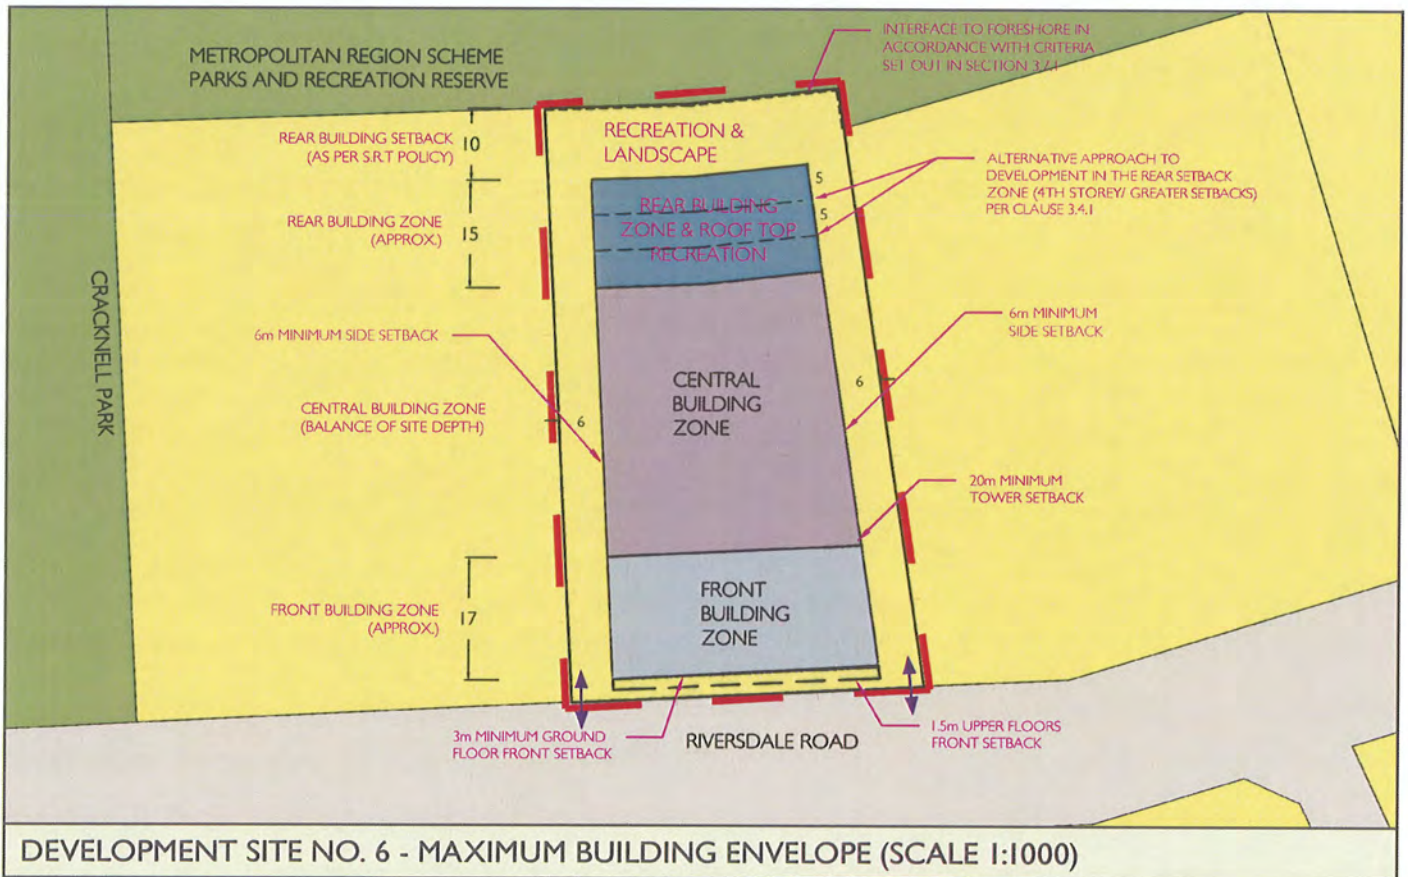 METROPOLITAN REGION SCHEME
PARKS AND RECREATION RESERVE
INTERFACE TO FORESHORE IN
ACCORDANCE WITH CRITERIA
SET OUT IN SECTION 3.7.1
REAR BUILDING SETBACK
(AS PER S.R.T POLICY)
10
RECREATION &
LANDSCAPE
ALTERNATIVE APPROACH TO
DEVELOPMENT IN THE REAR SETBACK
ZONE (4TH STOREY/ GREATER SETBACKS)
PER CLAUSE 3.4.1
5
5
REAR BUILDING
ZONE & ROOF TOP
RECREATION
REAR BUILDING ZONE
(APPROX.)
15
CRACKNELL PARK
6m MINIMUM SIDE SETBACK
6m MINIMUM
SIDE SETBACK
CENTRAL
BUILDING
ZONE
6
CENTRAL BUILDING ZONE
(BALANCE OF SITE DEPTH)
6
20m MINIMUM
TOWER SETBACK
FRONT
BUILDING
ZONE
FRONT BUILDING ZONE
(APPROX.)
17
3m MINIMUM GROUND
FLOOR FRONT SETBACK
RIVERSDALE ROAD
1.5m UPPER FLOORS
FRONT SETBACK
DEVELOPMENT SITE NO. 6 - MAXIMUM BUILDING ENVELOPE (SCALE 1:1000)